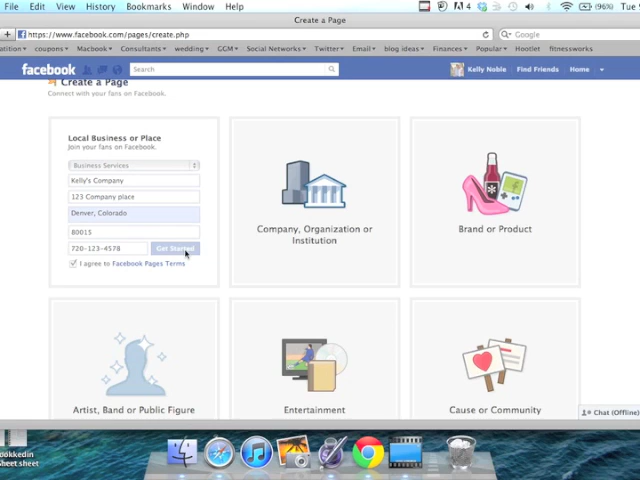 File Edit View History Bookmarks Window Help
4 (96%) Tue
Create a Page
https://www.facebook.com/pages/create.php
Google
coupons Macbook Consultants wedding GGM Social Networks Twitter Email blog ideas Finances Popular Hootlet fitnessworks
facebook Search Kelly Noble Find Friends Home
Create a Page
Connect with your fans on Facebook.
Local Business or Place
Join your fans on Facebook.
Business Services
Kelly's Company
123 Company place
Denver, Colorado
80015
720-123-4578 Get Started
I agree to Facebook Pages Terms
Company, Organization or
Institution
Brand or Product
Artist, Band or Public Figure
Entertainment
Cause or Community
Chat (Offline)
sheet.sheet